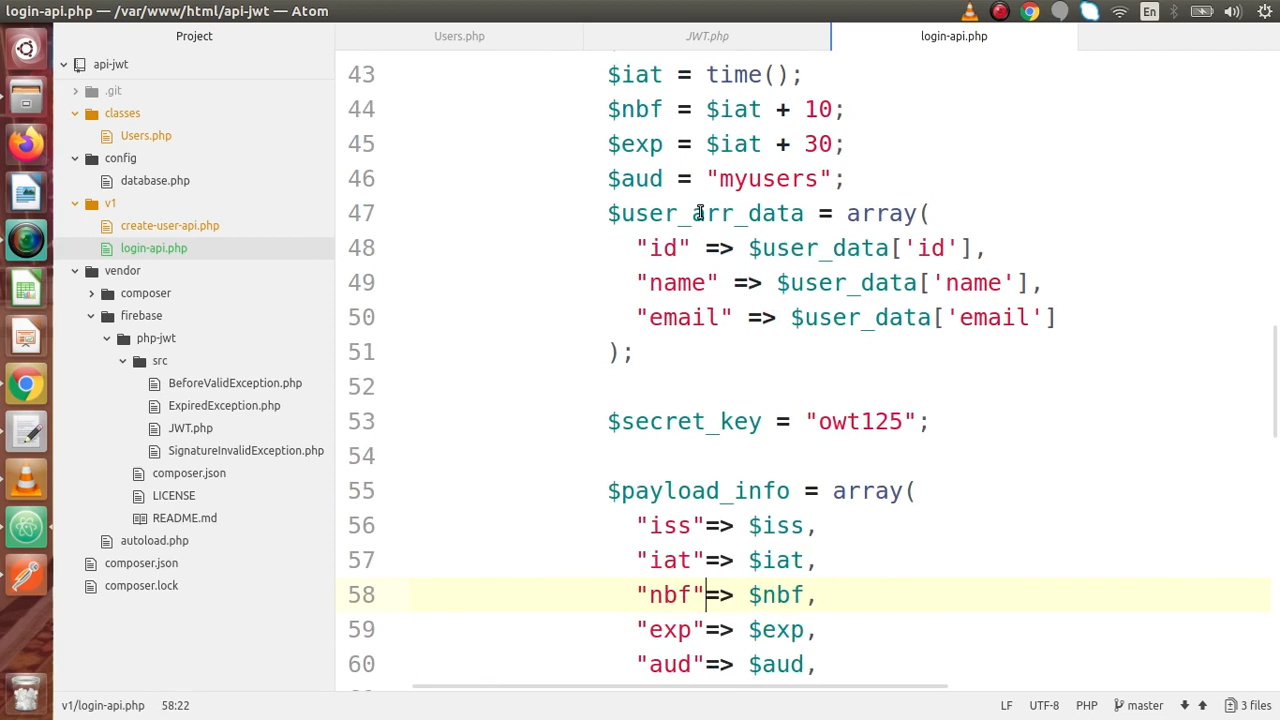 login-api.php — /var/www/html/api-jwt — Atom
En
Project
Users.php
JWT.php
login-api.php
api-jwt
.git
classes
Users.php
config
database.php
v1
create-user-api.php
login-api.php
vendor
composer
firebase
php-jwt
src
BeforeValidException.php
ExpiredException.php
JWT.php
SignatureInvalidException.php
composer.json
LICENSE
README.md
autoload.php
composer.json
composer.lock
43 $iat = time();
44 $nbf = $iat + 10;
45 $exp = $iat + 30;
46 $aud = "myusers";
47 $user_arr_data = array(
48 "id" => $user_data['id'],
49 "name" => $user_data['name'],
50 "email" => $user_data['email']
51 );
52
53 $secret_key = "owt125";
54
55 $payload_info = array(
56 "iss"=> $iss,
57 "iat"=> $iat,
58 "nbf"=> $nbf,
59 "exp"=> $exp,
60 "aud"=> $aud,
v1/login-api.php 58:22
LF UTF-8 PHP master 3 files